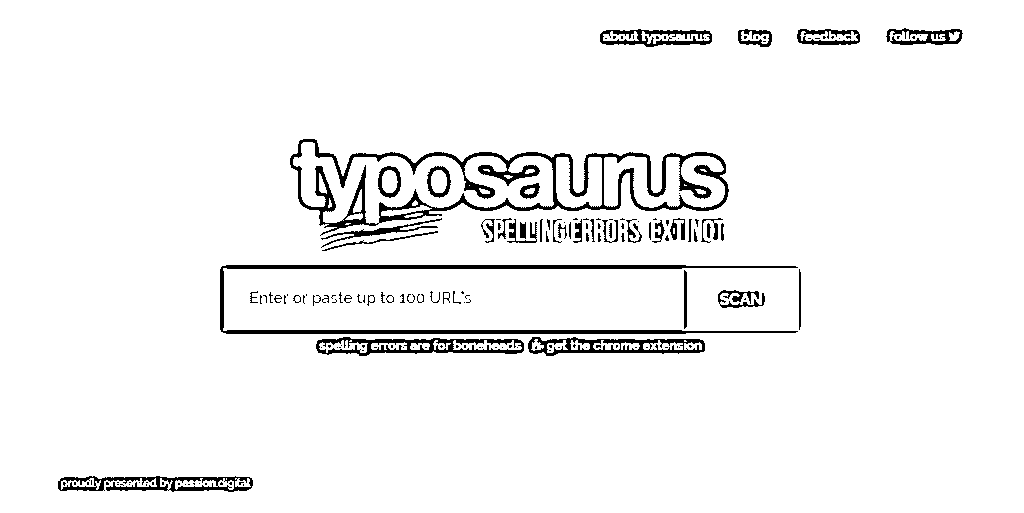 about typosaurus blog feedback follow us
typosaurus
SPELLING ERRORS. EXTINCT
Enter or paste up to 100 URL's SCAN
spelling errors are for boneheads & get the chrome extension
proudly presented by passion.digital